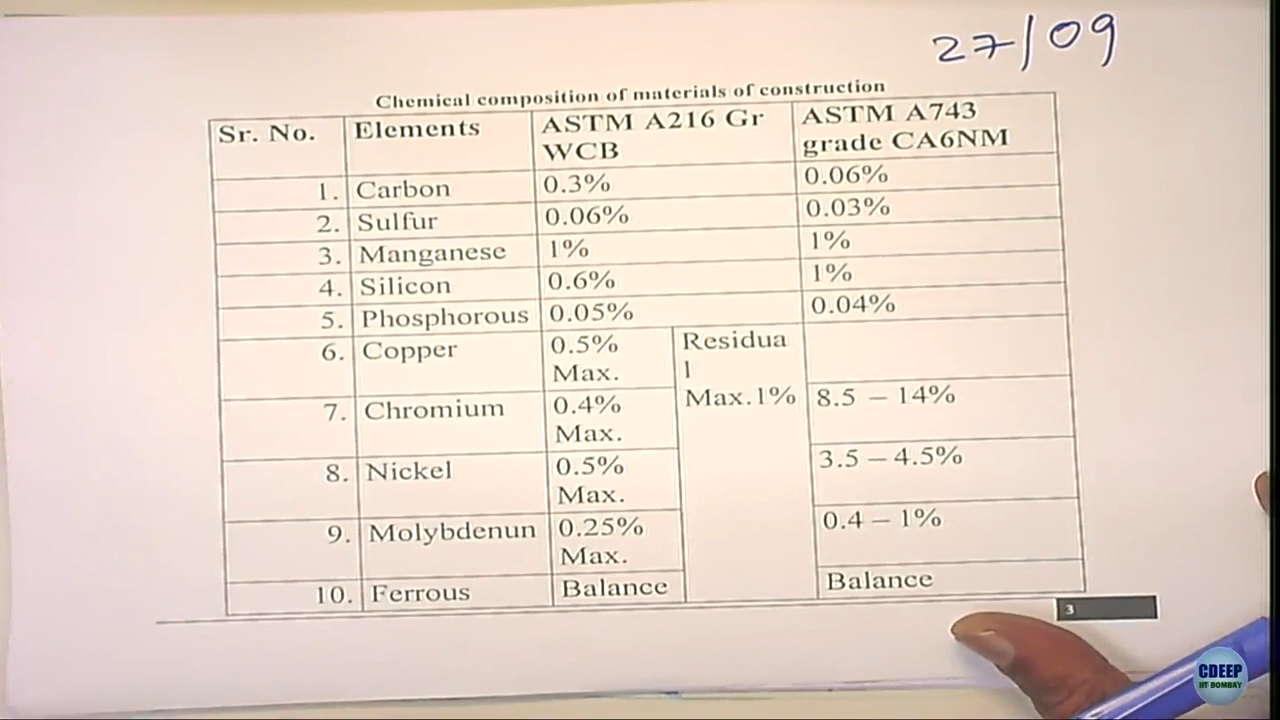 27/09
Chemical composition of materials of construction
Sr. No. Elements ASTM A216 Gr WCB ASTM A743 grade CA6NM
1. Carbon 0.3% 0.06%
2. Sulfur 0.06% 0.03%
3. Manganese 1% 1%
4. Silicon 0.6% 1%
5. Phosphorous 0.05% 0.04%
6. Copper 0.5% Max. Residua l Max.1%
7. Chromium 0.4% Max. 8.5 – 14%
8. Nickel 0.5% Max. 3.5 – 4.5%
9. Molybdenun 0.25% Max. 0.4 – 1%
10. Ferrous Balance Balance
3
CDEEP
IIT BOMBAY